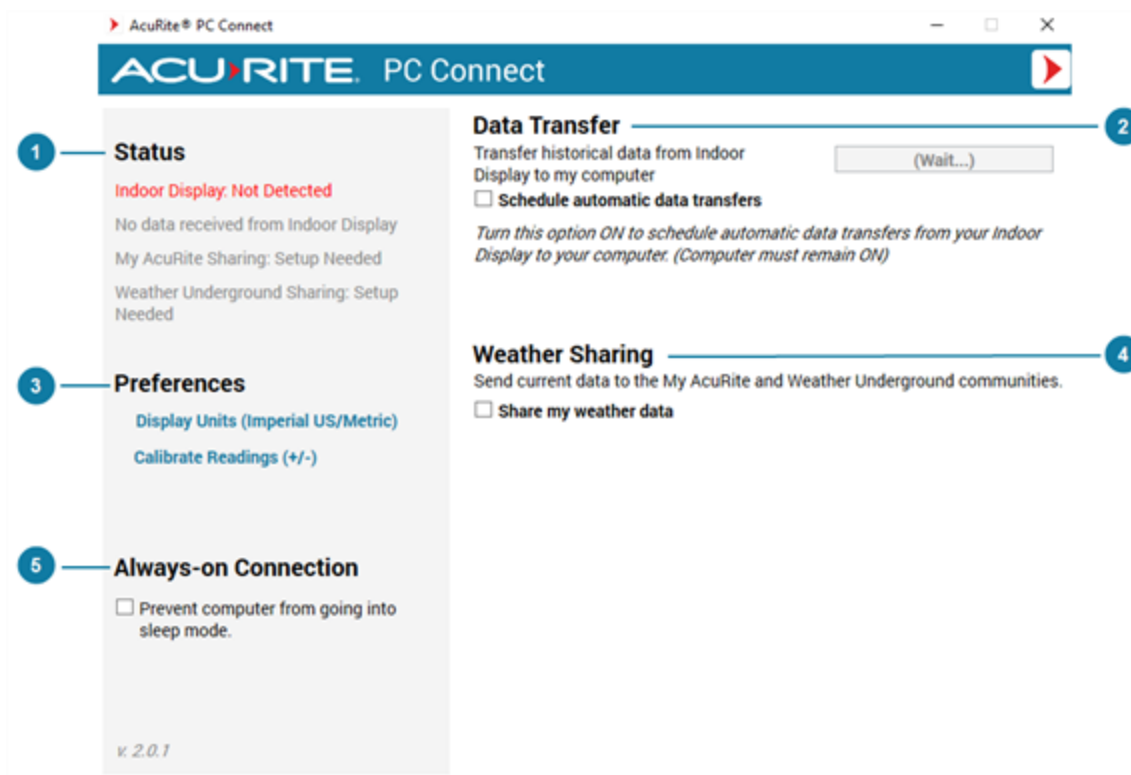 AcuRite® PC Connect
ACU RITE. PC Connect
1
Status
Indoor Display: Not Detected
No data received from Indoor Display
My AcuRite Sharing: Setup Needed
Weather Underground Sharing: Setup
Needed
2
Data Transfer
Transfer historical data from Indoor
Display to my computer
(Wait...)
Schedule automatic data transfers
Turn this option ON to schedule automatic data transfers from your Indoor
Display to your computer. (Computer must remain ON)
3
Preferences
Display Units (Imperial US/Metric)
Calibrate Readings (+/-)
4
Weather Sharing
Send current data to the My AcuRite and Weather Underground communities.
Share my weather data
5
Always-on Connection
Prevent computer from going into
sleep mode.
v. 2.0.1